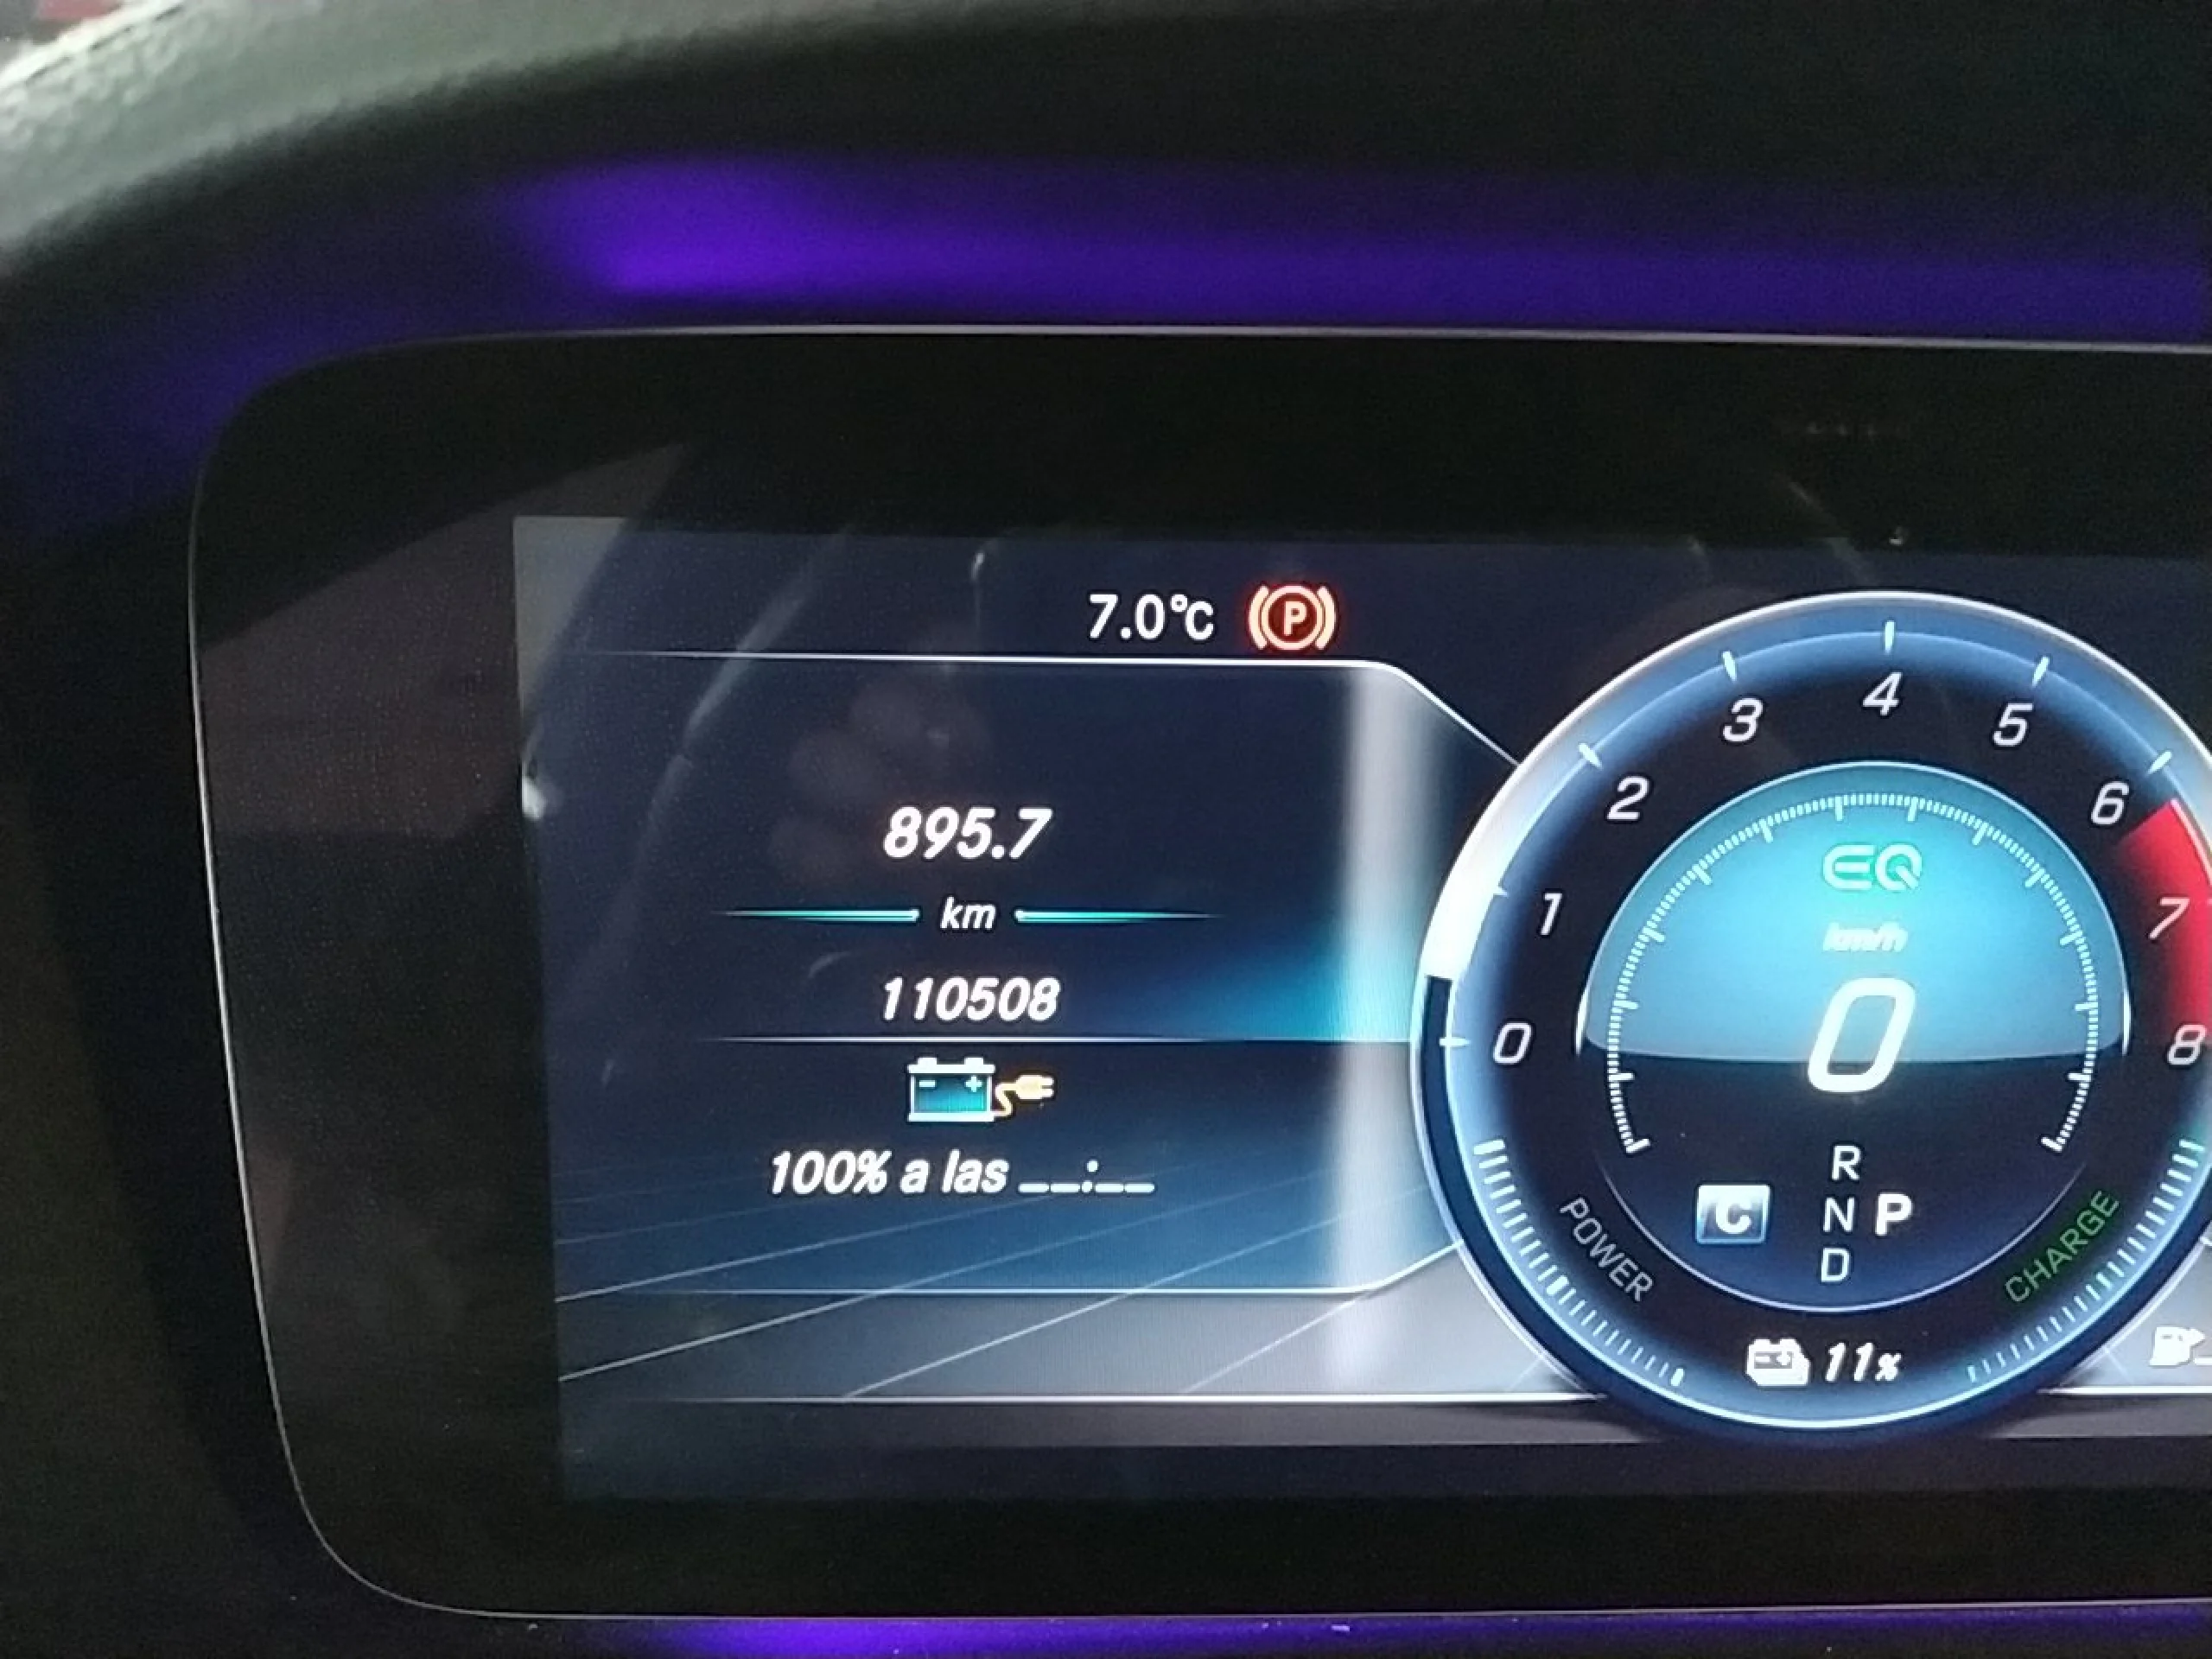 7.0°C P
895.7
km
110508
100% a las __:__
0
1
2
3
4
5
6
7
8
EQ
km/h
0
R
C N P
D
POWER
CHARGE
11%